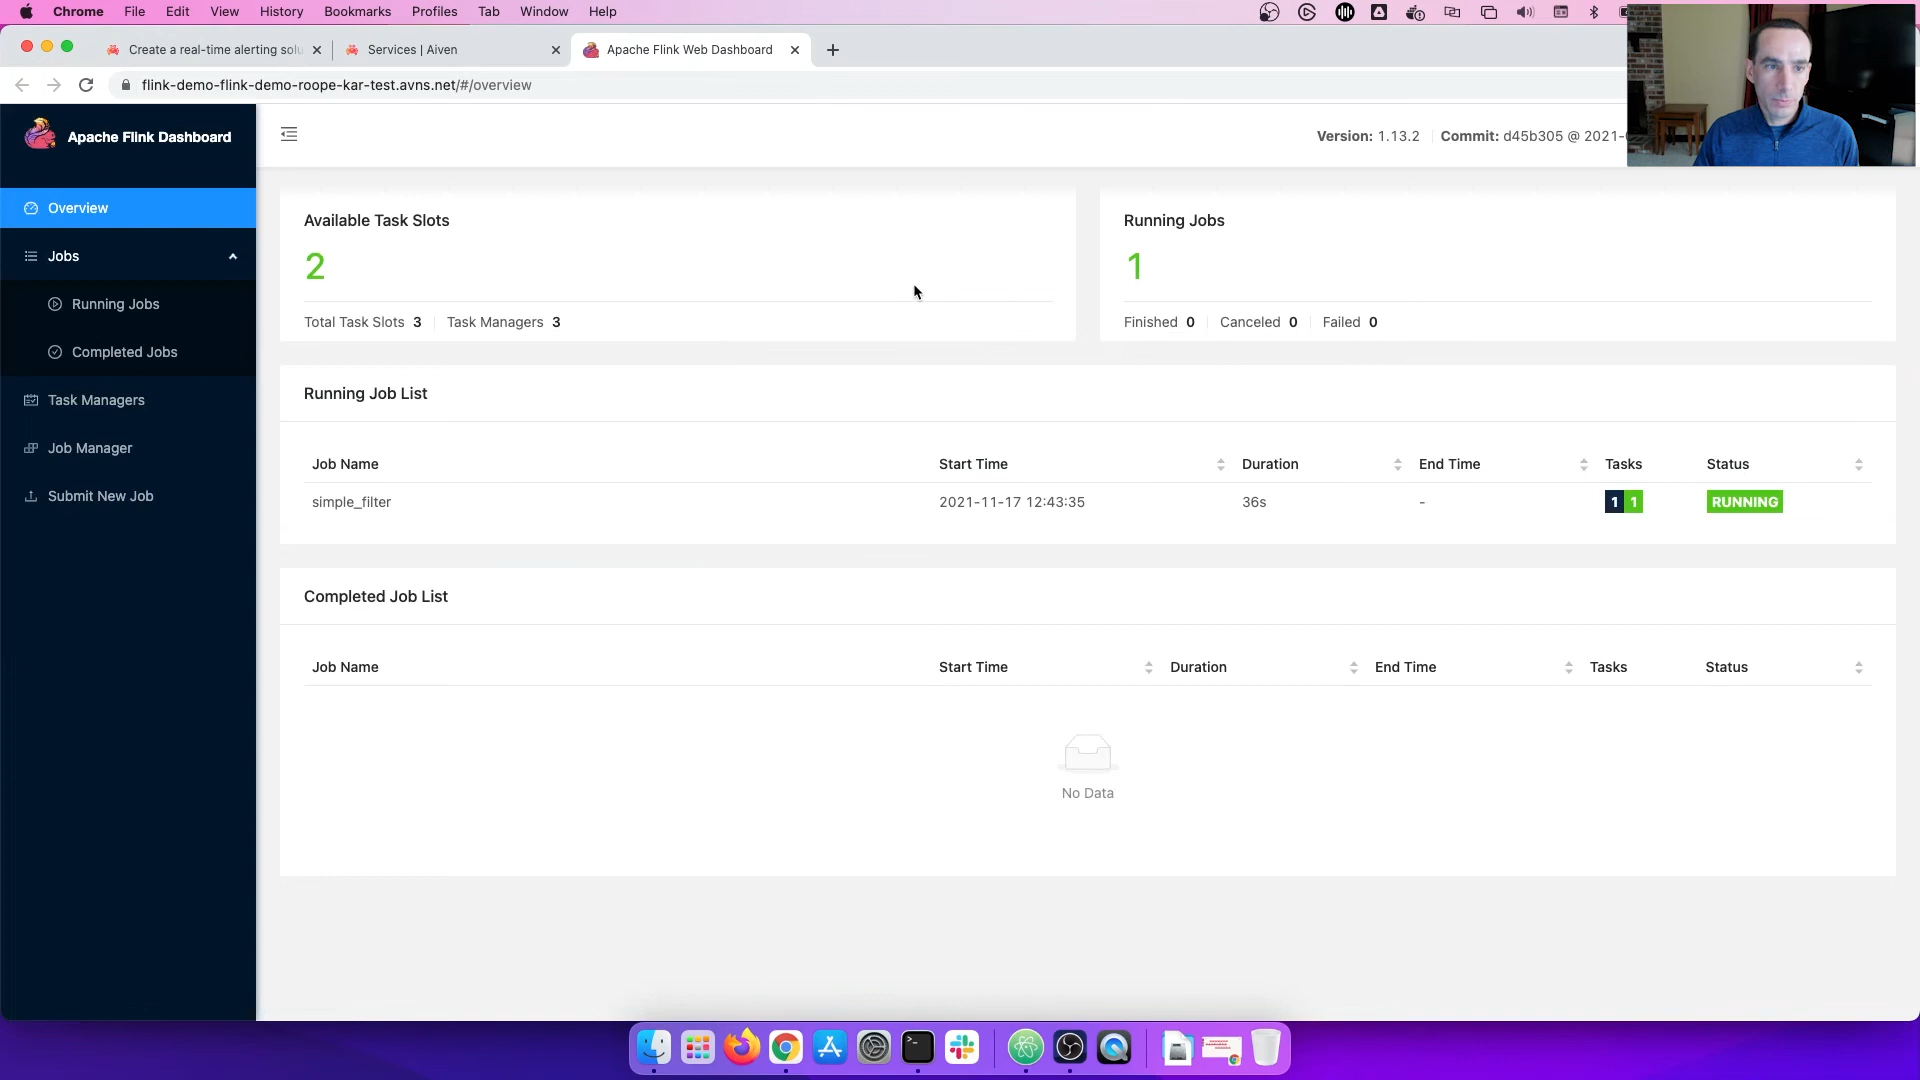 Chrome File Edit View History Bookmarks Profiles Tab Window Help
Create a real-time alerting solu
Services | Aiven
Apache Flink Web Dashboard
flink-demo-flink-demo-roope-kar-test.avns.net/#/overview
Apache Flink Dashboard
Version: 1.13.2 Commit: d45b305 @ 2021-
Overview
Jobs
Running Jobs
Completed Jobs
Task Managers
Job Manager
Submit New Job
Available Task Slots
2
Total Task Slots 3 Task Managers 3
Running Jobs
1
Finished 0 Canceled 0 Failed 0
Running Job List
Job Name Start Time Duration End Time Tasks Status
simple_filter 2021-11-17 12:43:35 36s - 1 1 RUNNING
Completed Job List
Job Name Start Time Duration End Time Tasks Status
No Data